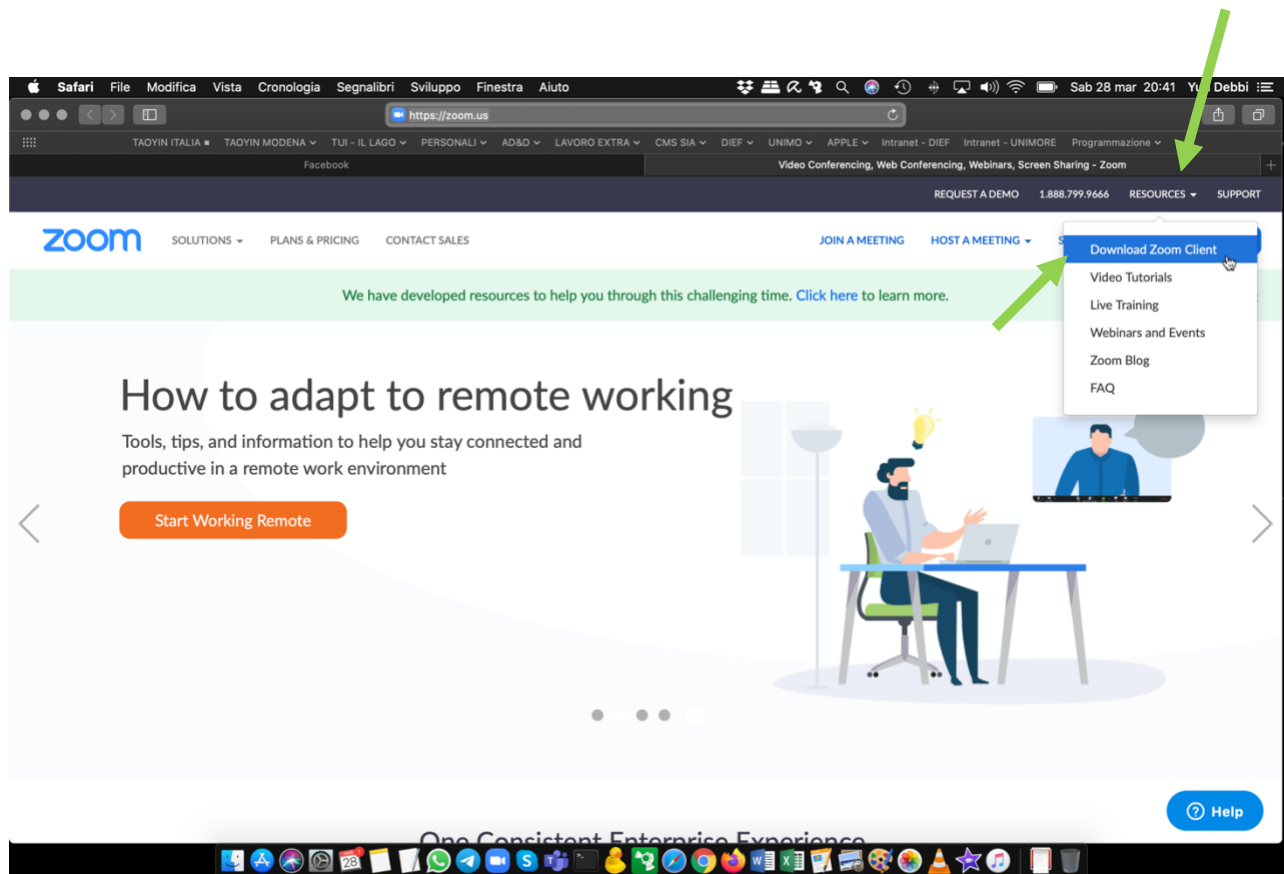 Safari File Modifica Vista Cronologia Segnalibri Sviluppo Finestra Aiuto Sab 28 mar 20:41 Debbi
https://zoom.us
TAOYIN ITALIA TAOYIN MODENA TUI - IL LAGO PERSONALI AD&D LAVORO EXTRA CMS SIA DIEF UNIMO APPLE Intranet - DIEF Intranet - UNIMORE Programmazione
Facebook Video Conferencing, Web Conferencing, Webinars, Screen Sharing - Zoom
REQUEST A DEMO 1.888.799.9666 RESOURCES SUPPORT
zoom SOLUTIONS PLANS & PRICING CONTACT SALES JOIN A MEETING HOST A MEETING
Download Zoom Client
Video Tutorials
Live Training
Webinars and Events
Zoom Blog
FAQ
We have developed resources to help you through this challenging time. Click here to learn more.
How to adapt to remote working
Tools, tips, and information to help you stay connected and
productive in a remote work environment
Start Working Remote
Help
One Consistent Enterprise Experience
28